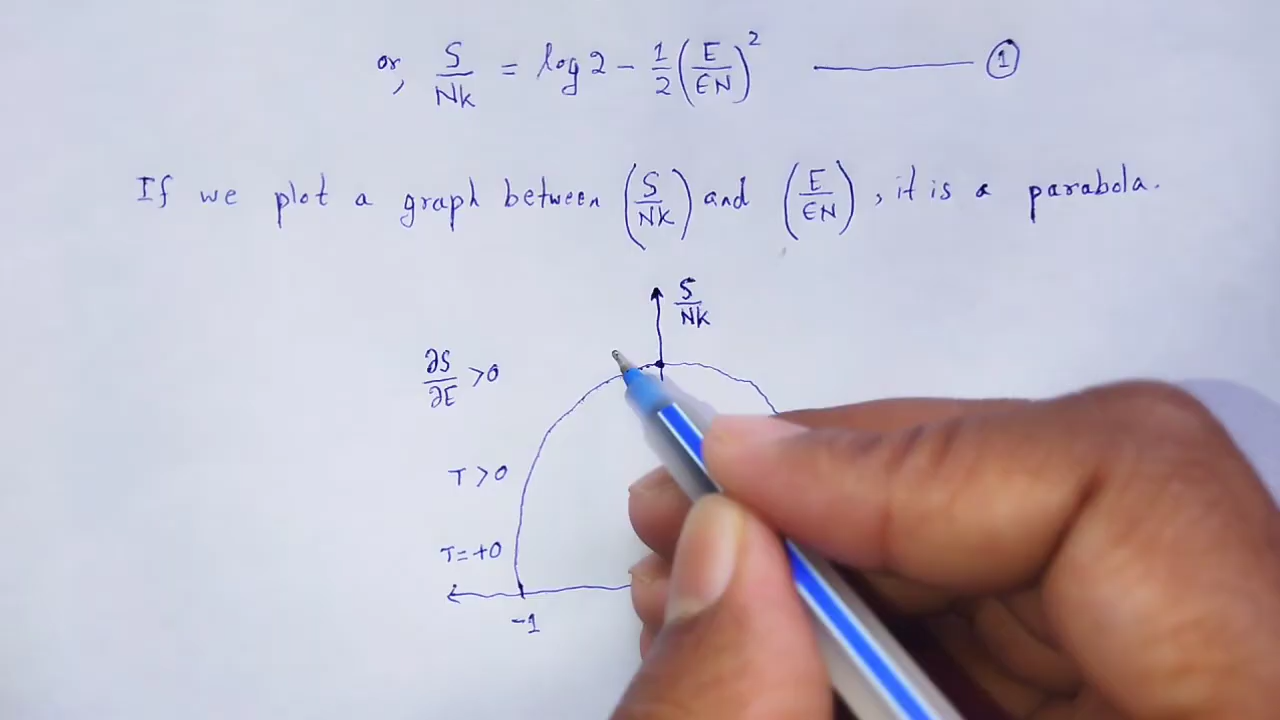 or, S/NK = log 2 - 1/2 (E/ϵN)² ——— ①
If we plot a graph between (S/NK) and (E/ϵN), it is a parabola.
S/NK
∂S/∂E >0
T >0
T=+0
-1